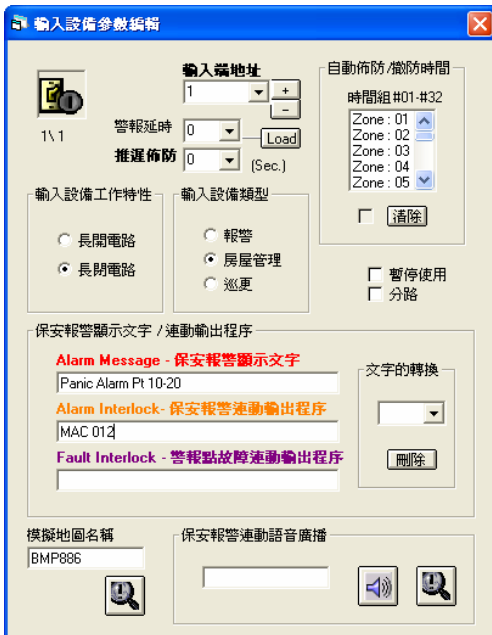 輸入設備參數編輯
輸入端地址
1
+
-
1\ 1
警報延時
0
Load
推遲佈防
0
(Sec.)
自動佈防/撤防時間
時間組#01-#32
Zone : 01
Zone : 02
Zone : 03
Zone : 04
Zone : 05
清除
輸入設備工作特性
長開電路
長閉電路
輸入設備類型
報警
房屋管理
巡更
暫停使用
分路
保安報警顯示文字 / 連動輸出程序
Alarm Message - 保安報警顯示文字
Panic Alarm Pt 10-20
Alarm Interlock- 保安報警連動輸出程序
MAC 012
Fault Interlock - 警報點故障連動輸出程序
文字的轉換
刪除
模擬地圖名稱
BMP886
保安報警連動語音廣播